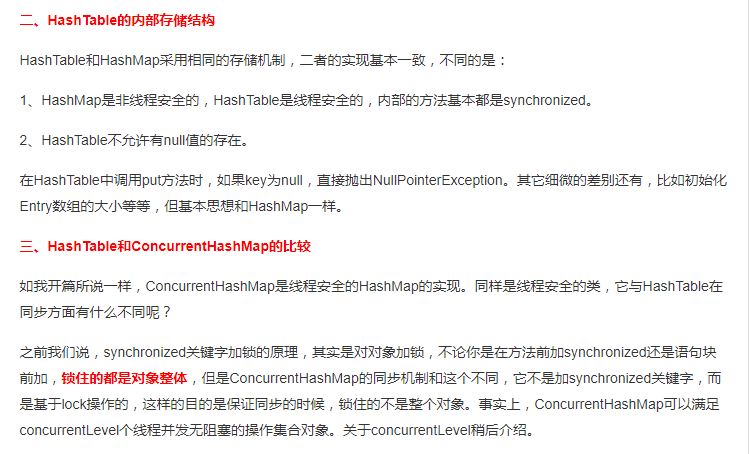 二、HashTable的内部存储结构
HashTable和HashMap采用相同的存储机制，二者的实现基本一致，不同的是：
1、HashMap是非线程安全的，HashTable是线程安全的，内部的方法基本都是synchronized。
2、HashTable不允许有null值的存在。
在HashTable中调用put方法时，如果key为null，直接抛出NullPointerException。其它细微的差别还有，比如初始化
Entry数组的大小等等，但基本思想和HashMap一样。
三、HashTable和ConcurrentHashMap的比较
如我开篇所说一样，ConcurrentHashMap是线程安全的HashMap的实现。同样是线程安全的类，它与HashTable在
同步方面有什么不同呢？
之前我们说，synchronized关键字加锁的原理，其实是对对象加锁，不论你是在方法前加synchronized还是语句块
前加，锁住的都是对象整体，但是ConcurrentHashMap的同步机制和这个不同，它不是加synchronized关键字，而
是基于lock操作的，这样的目的是保证同步的时候，锁住的不是整个对象。事实上，ConcurrentHashMap可以满足
concurrentLevel个线程并发无阻塞的操作集合对象。关于concurrentLevel稍后介绍。